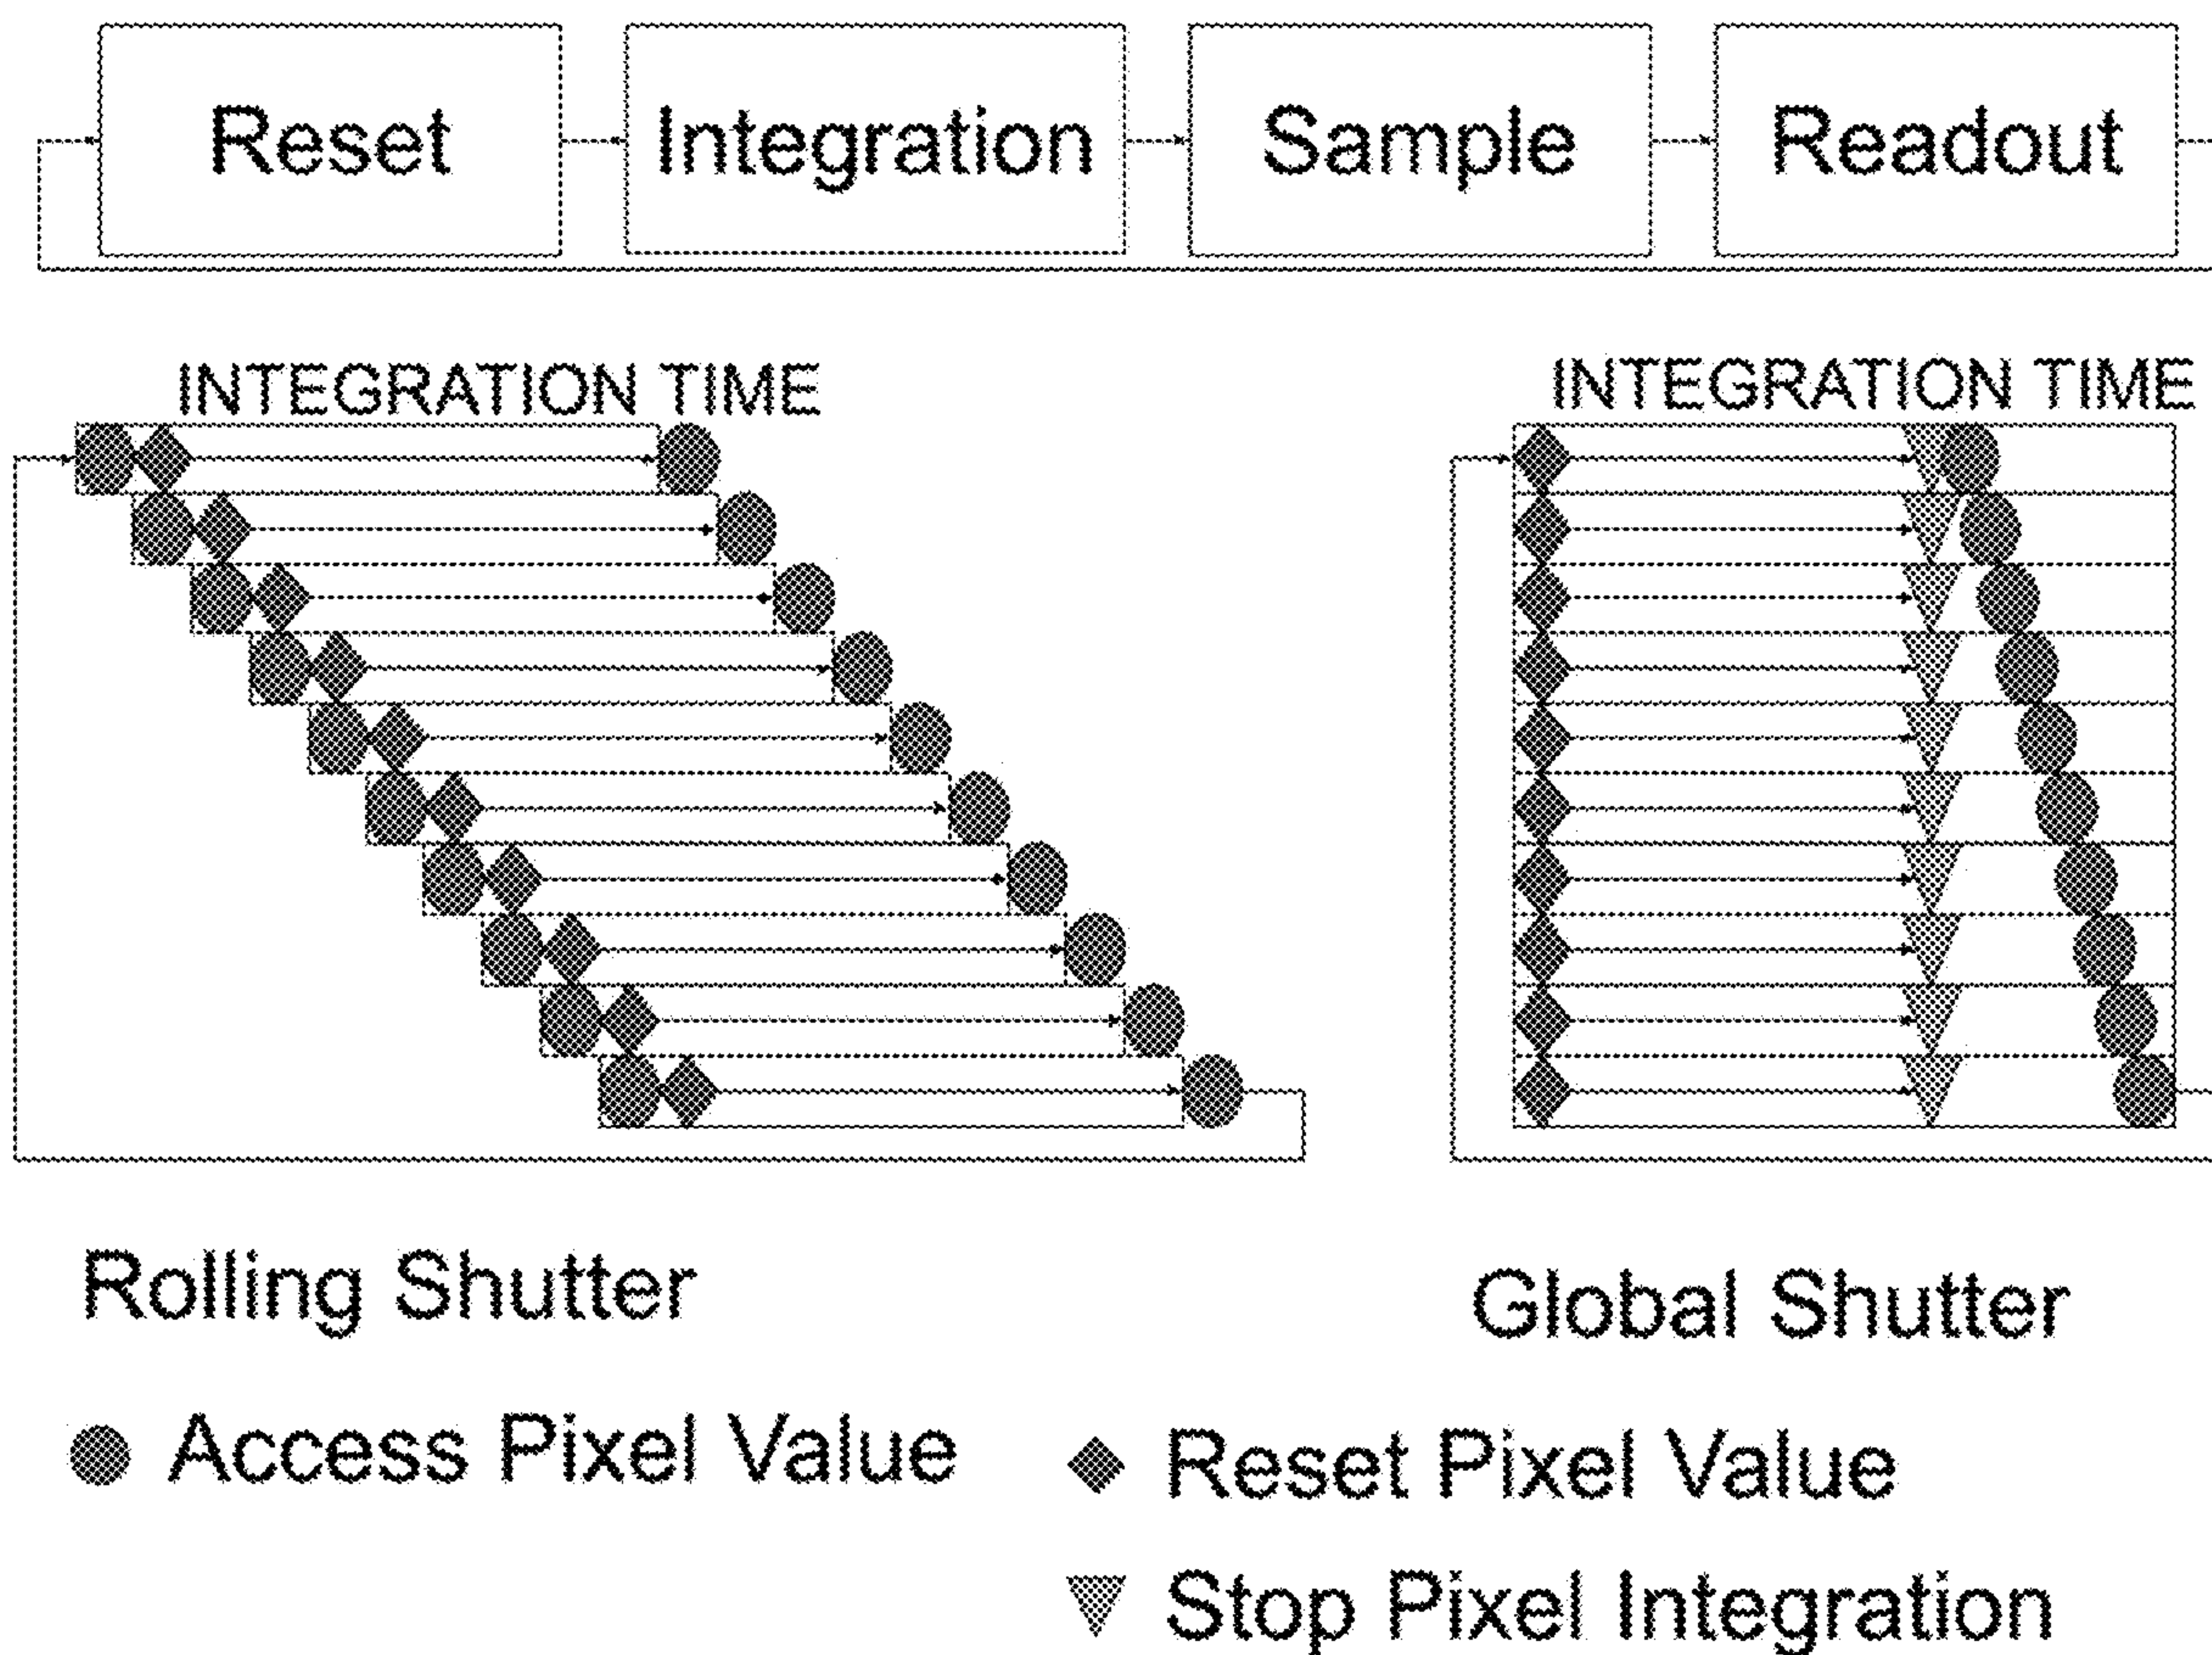 Reset
Integration
Sample
Readout
INTEGRATION TIME
INTEGRATION TIME
Rolling Shutter
Global Shutter
Access Pixel Value
Reset Pixel Value
Stop Pixel Integration